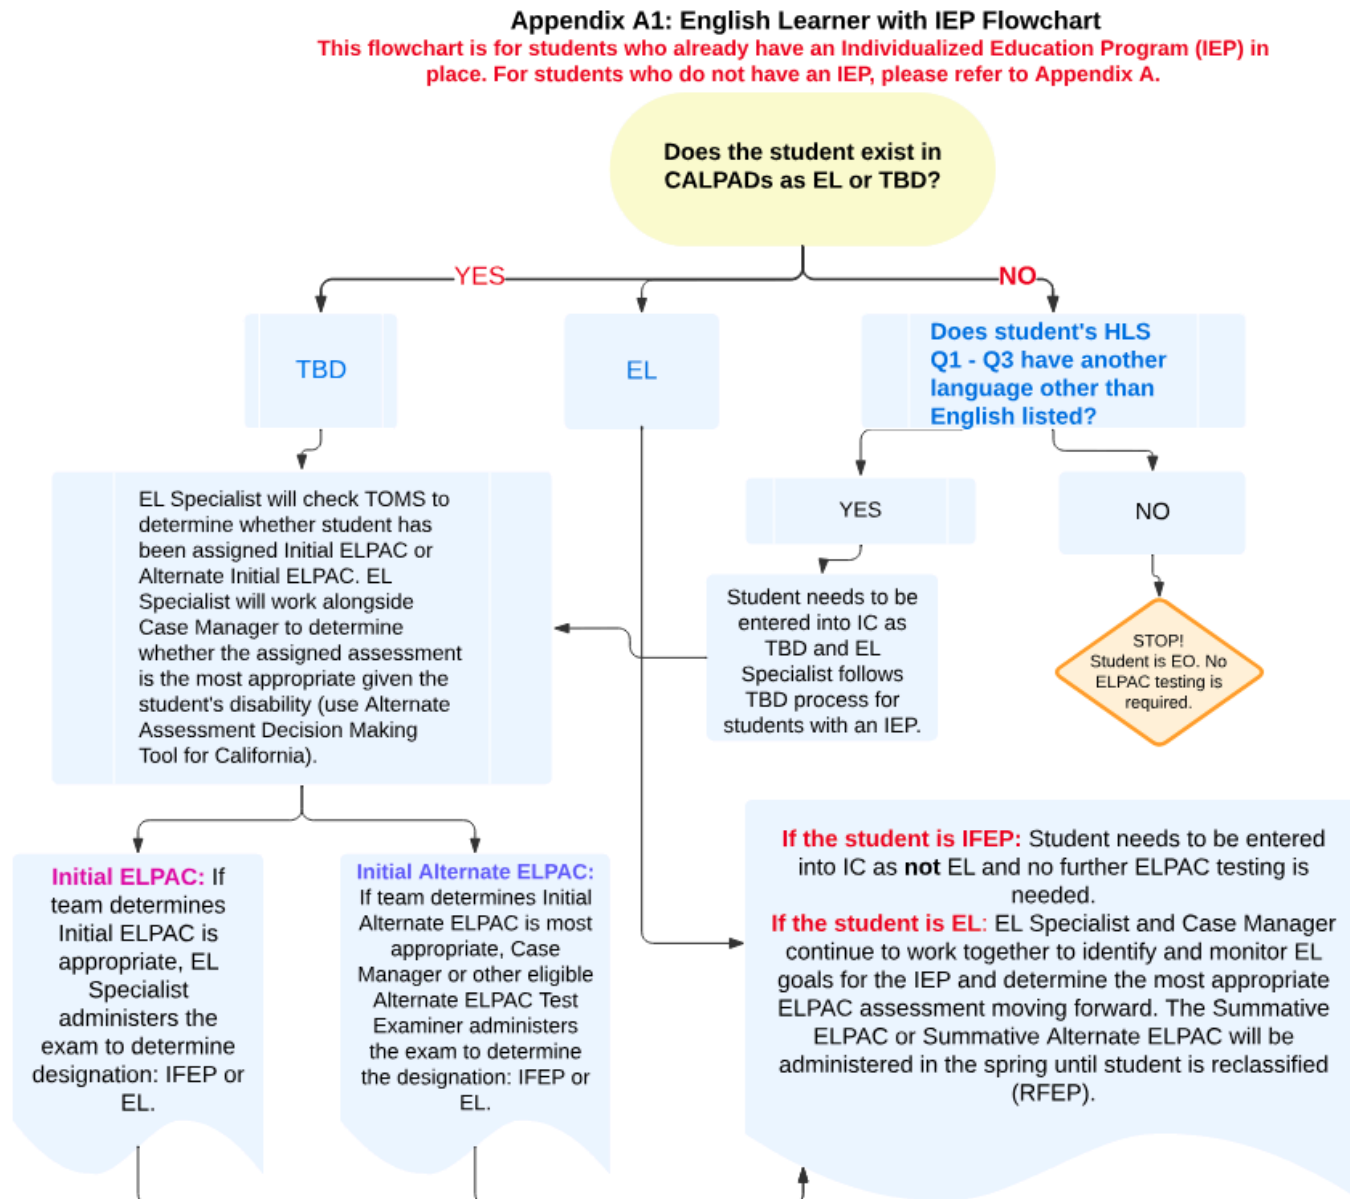 Appendix A1: English Learner with IEP Flowchart
This flowchart is for students who already have an Individualized Education Program (IEP) in
place. For students who do not have an IEP, please refer to Appendix A.
Does the student exist in
CALPADs as EL or TBD?
YES
NO
TBD
EL
Does student's HLS
Q1 - Q3 have another
language other than
English listed?
YES
NO
EL Specialist will check TOMS to
determine whether student has
been assigned Initial ELPAC or
Alternate Initial ELPAC. EL
Specialist will work alongside
Case Manager to determine
whether the assigned assessment
is the most appropriate given the
student's disability (use Alternate
Assessment Decision Making
Tool for California).
Student needs to be
entered into IC as
TBD and EL
Specialist follows
TBD process for
students with an IEP.
STOP!
Student is EO. No
ELPAC testing is
required.
Initial ELPAC: If
team determines
Initial ELPAC is
appropriate, EL
Specialist
administers the
exam to determine
designation: IFEP or
EL.
Initial Alternate ELPAC:
If team determines Initial
Alternate ELPAC is most
appropriate, Case
Manager or other eligible
Alternate ELPAC Test
Examiner administers
the exam to determine
the designation: IFEP or
EL.
If the student is IFEP: Student needs to be entered
into IC as not EL and no further ELPAC testing is
needed.
If the student is EL: EL Specialist and Case Manager
continue to work together to identify and monitor EL
goals for the IEP and determine the most appropriate
ELPAC assessment moving forward. The Summative
ELPAC or Summative Alternate ELPAC will be
administered in the spring until student is reclassified
(RFEP).